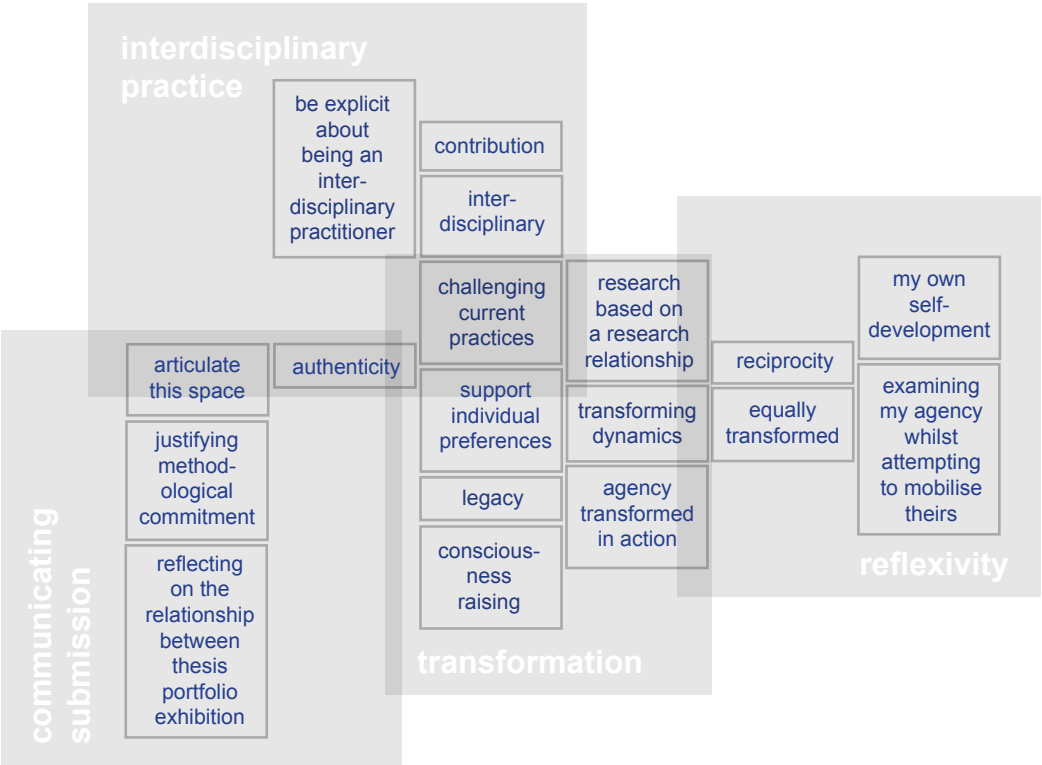 interdisciplinary
practice
be explicit
about
being an
inter-
disciplinary
practitioner
contribution
inter-
disciplinary
challenging
current
practices
research
based on
a research
relationship
my own
self-
development
articulate
this space
authenticity
support
individual
preferences
transforming
dynamics
reciprocity
equally
transformed
examining
my agency
whilst
attempting
to mobilise
theirs
justifying
method-
ological
commitment
legacy
agency
transformed
in action
conscious-
ness
raising
reflecting
on the
relationship
between
thesis
portfolio
exhibition
reflexivity
transformation
communicating
submission